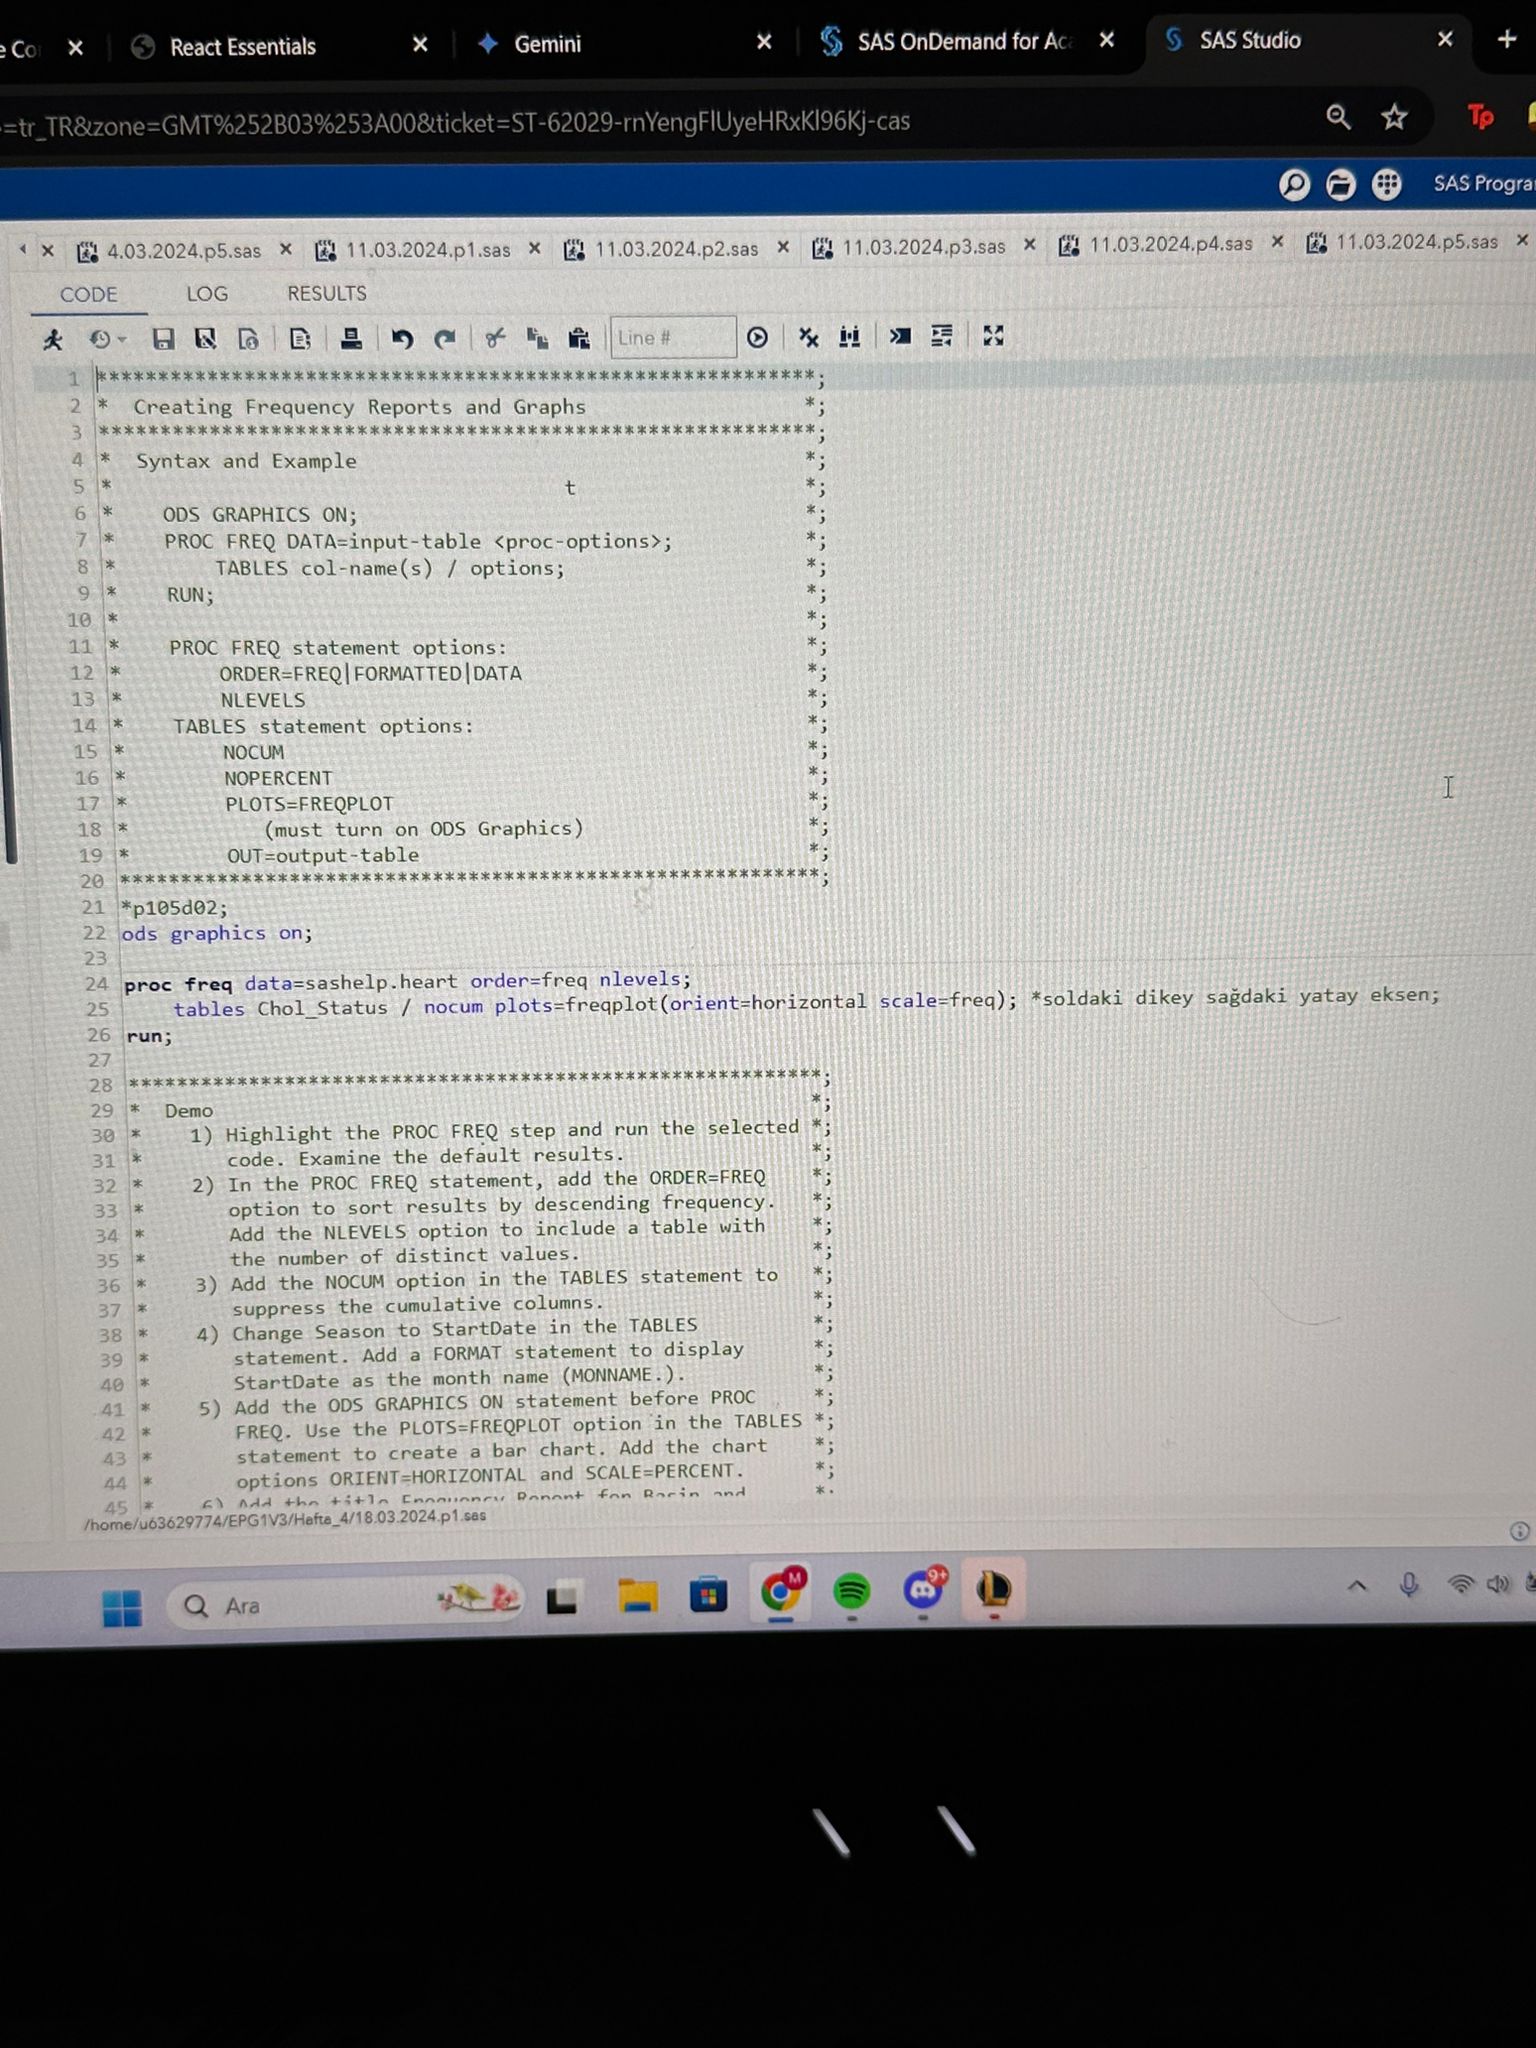 React Essentials
Gemini
SAS OnDemand for Ac
SAS Studio
=tr_TR&zone=GMT%252B03%253A00&ticket=ST-62029-rnYengFlUyeHRxKl96Kj-cas
Tp
SAS Progra
4.03.2024.p5.sas
11.03.2024.p1.sas
11.03.2024.p2.sas
11.03.2024.p3.sas
11.03.2024.p4.sas
11.03.2024.p5.sas
CODE LOG RESULTS
Line #
1 ***********************************************************;
2 *  Creating Frequency Reports and Graphs                  *;
3 ***********************************************************;
4 *  Syntax and Example                                     *;
5 *                                      t                  *;
6 *    ODS GRAPHICS ON;                                     *;
7 *    PROC FREQ DATA=input-table <proc-options>;           *;
8 *        TABLES col-name(s) / options;                    *;
9 *    RUN;                                                 *;
10 *                                                         *;
11 *    PROC FREQ statement options:                         *;
12 *        ORDER=FREQ|FORMATTED|DATA                        *;
13 *        NLEVELS                                          *;
14 *    TABLES statement options:                            *;
15 *        NOCUM                                            *;
16 *        NOPERCENT                                        *;
17 *        PLOTS=FREQPLOT                                   *;
18 *           (must turn on ODS Graphics)                   *;
19 *        OUT=output-table                                 *;
20 ***********************************************************;
21 *p105d02;
22 ods graphics on;
23
24 proc freq data=sashelp.heart order=freq nlevels;
25     tables Chol_Status / nocum plots=freqplot(orient=horizontal scale=freq); *soldaki dikey sağdaki yatay eksen;
26 run;
27
28 ***********************************************************;
29 *  Demo                                                   *;
30 *    1) Highlight the PROC FREQ step and run the selected *;
31 *       code. Examine the default results.                *;
32 *    2) In the PROC FREQ statement, add the ORDER=FREQ    *;
33 *       option to sort results by descending frequency.   *;
34 *       Add the NLEVELS option to include a table with    *;
35 *       the number of distinct values.                    *;
36 *    3) Add the NOCUM option in the TABLES statement to   *;
37 *       suppress the cumulative columns.                  *;
38 *    4) Change Season to StartDate in the TABLES          *;
39 *       statement. Add a FORMAT statement to display      *;
40 *       StartDate as the month name (MONNAME.).           *;
41 *    5) Add the ODS GRAPHICS ON statement before PROC     *;
42 *       FREQ. Use the PLOTS=FREQPLOT option in the TABLES *;
43 *       statement to create a bar chart. Add the chart    *;
44 *       options ORIENT=HORIZONTAL and SCALE=PERCENT.      *;
45 *    6) Add the title Frequency Report for Basin and      *;
/home/u63629774/EPG1V3/Hafta_4/18.03.2024.p1.sas
Ara
M
9+